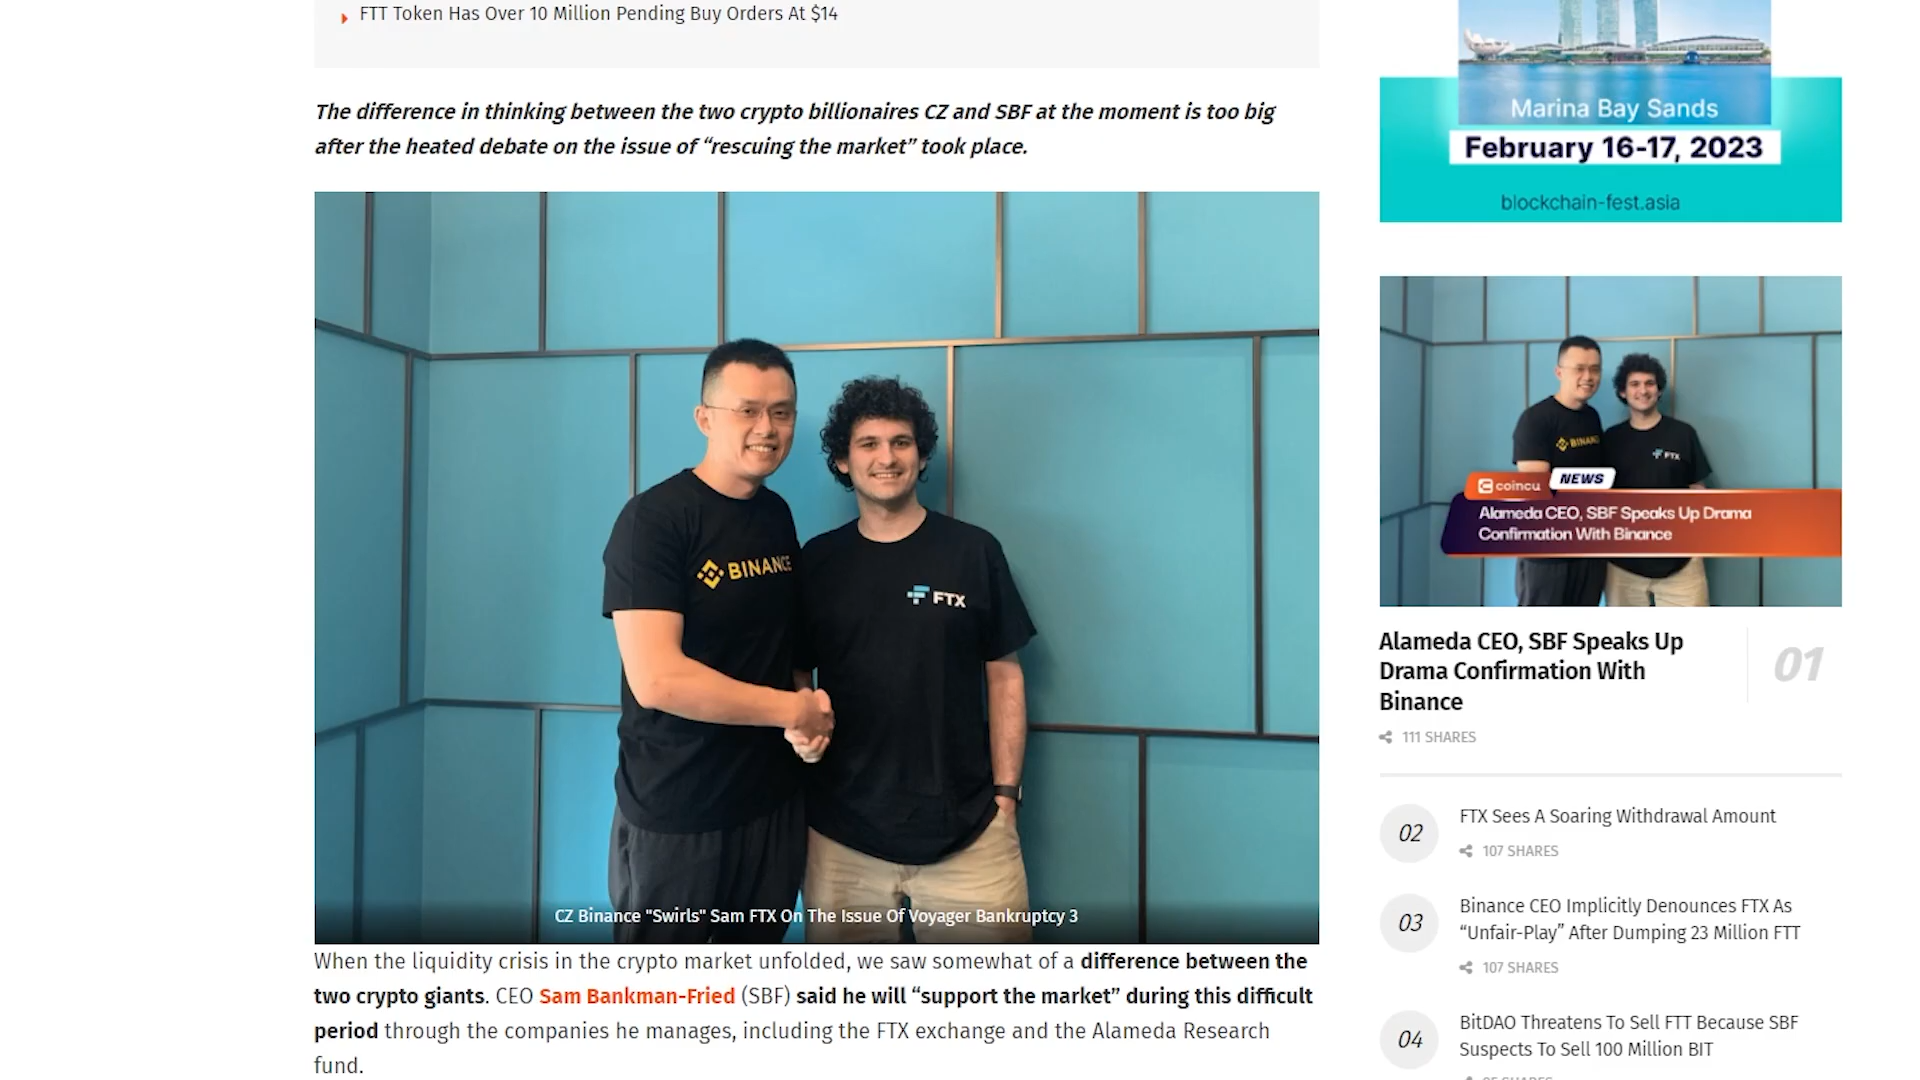 FTT Token Has Over 10 Million Pending Buy Orders At $14
The difference in thinking between the two crypto billionaires CZ and SBF at the moment is too big
after the heated debate on the issue of “rescuing the market” took place.
BINANCE
FTX
CZ Binance "Swirls" Sam FTX On The Issue Of Voyager Bankruptcy 3
When the liquidity crisis in the crypto market unfolded, we saw somewhat of a difference between the
two crypto giants. CEO Sam Bankman-Fried (SBF) said he will “support the market” during this difficult
period through the companies he manages, including the FTX exchange and the Alameda Research
fund.
Marina Bay Sands
February 16-17, 2023
blockchain-fest.asia
BINANC
FTX
coincu NEWS
Alameda CEO, SBF Speaks Up Drama
Confirmation With Binance
Alameda CEO, SBF Speaks Up
Drama Confirmation With
Binance
01
111 SHARES
02
FTX Sees A Soaring Withdrawal Amount
107 SHARES
03
Binance CEO Implicitly Denounces FTX As
“Unfair-Play” After Dumping 23 Million FTT
107 SHARES
04
BitDAO Threatens To Sell FTT Because SBF
Suspects To Sell 100 Million BIT